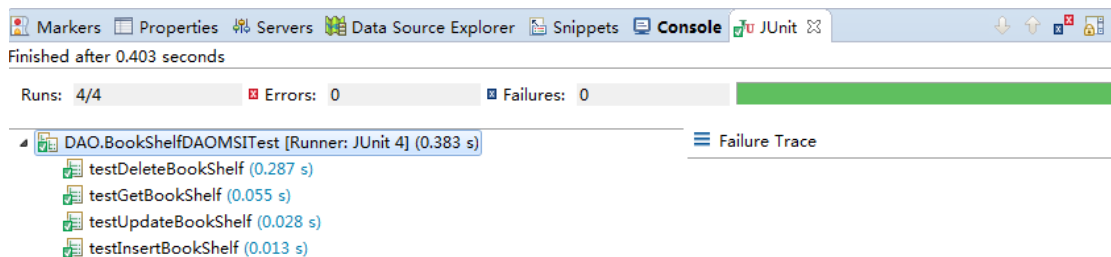 Markers Properties Servers Data Source Explorer Snippets Console JU JUnit
Finished after 0.403 seconds
Runs: 4/4 Errors: 0 Failures: 0
DAO.BookShelfDAOMSITest [Runner: JUnit 4] (0.383 s)
Failure Trace
testDeleteBookShelf (0.287 s)
testGetBookShelf (0.055 s)
testUpdateBookShelf (0.028 s)
testInsertBookShelf (0.013 s)